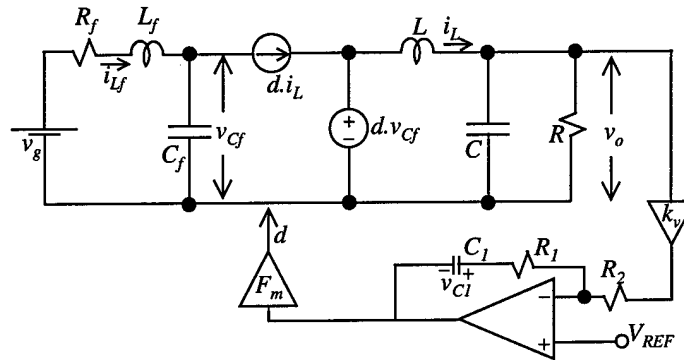 R_f L_f L i_L
i_Lf d.i_L
v_g C_f v_Cf + − d.v_Cf C R v_o
d k_v
F_m − v_C1 + C_1 R_1 R_2
−
+ V_REF